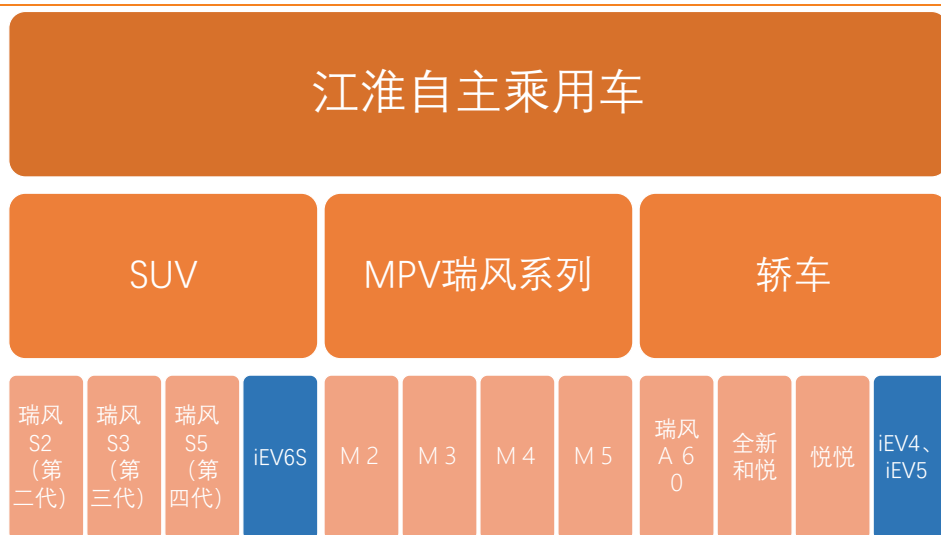 江淮自主乘用车
SUV
MPV瑞风系列
轿车
瑞风
S2
（第
二代）
瑞风
S3
（第
三代）
瑞风
S5
（第
四代）
iEV6S
M 2
M 3
M 4
M 5
瑞风
A 6
0
全新
和悦
悦悦
iEV4、
iEV5